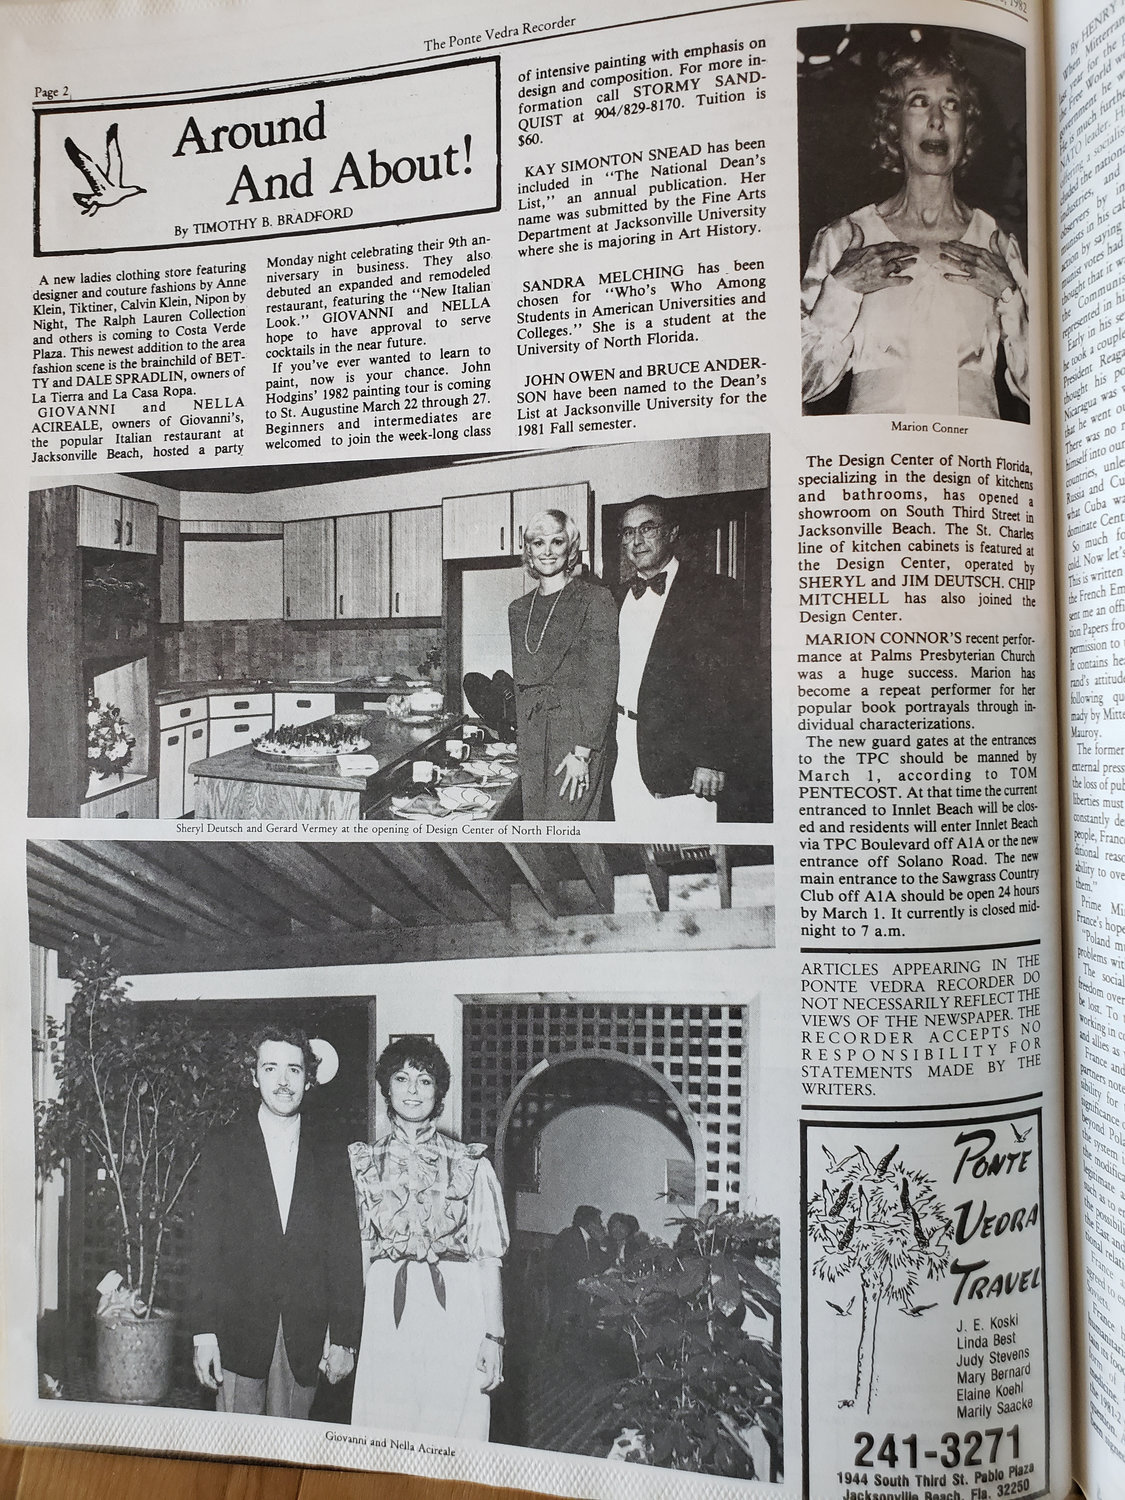 The Ponte Vedra Recorder
1982
Page 2
Around
And About!
By TIMOTHY B. BRADFORD
A new ladies clothing store featuring
designer and couture fashions by Anne
Klein, Tiktiner, Calvin Klein, Nipon by
Night, The Ralph Lauren Collection
and others is coming to Costa Verde
Plaza. This newest addition to the area
fashion scene is the brainchild of BET-
TY and DALE SPRADLIN, owners of
La Tierra and La Casa Ropa.
GIOVANNI and NELLA
ACIREALE, owners of Giovanni's,
the popular Italian restaurant at
Jacksonville Beach, hosted a party
Monday night celebrating their 9th an-
niversary in business. They also
debuted an expanded and remodeled
restaurant, featuring the "New Italian
Look." GIOVANNI and NELLA
hope to have approval to serve
cocktails in the near future.
If you've ever wanted to learn to
paint, now is your chance. John
Hodgins' 1982 painting tour is coming
to St. Augustine March 22 through 27.
Beginners and intermediates are
welcomed to join the week-long class
of intensive painting with emphasis on
design and composition. For more in-
formation call STORMY SAND-
QUIST at 904/829-8170. Tuition is
$60.
KAY SIMONTON SNEAD has been
included in "The National Dean's
List," an annual publication. Her
name was submitted by the Fine Arts
Department at Jacksonville University
where she is majoring in Art History.
SANDRA MELCHING has been
chosen for "Who's Who Among
Students in American Universities and
Colleges." She is a student at the
University of North Florida.
JOHN OWEN and BRUCE ANDER-
SON have been named to the Dean's
List at Jacksonville University for the
1981 Fall semester.
Marion Conner
The Design Center of North Florida,
specializing in the design of kitchens
and bathrooms, has opened a
showroom on South Third Street in
Jacksonville Beach. The St. Charles
line of kitchen cabinets is featured at
the Design Center, operated by
SHERYL and JIM DEUTSCH. CHIP
MITCHELL has also joined the
Design Center.
MARION CONNOR'S recent perfor-
mance at Palms Presbyterian Church
was a huge success. Marion has
become a repeat performer for her
popular book portrayals through in-
dividual characterizations.
The new guard gates at the entrances
to the TPC should be manned by
March 1, according to TOM
PENTECOST. At that time the current
entranced to Innlet Beach will be clos-
ed and residents will enter Innlet Beach
via TPC Boulevard off A1A or the new
entrance off Solano Road. The new
main entrance to the Sawgrass Country
Club off A1A should be open 24 hours
by March 1. It currently is closed mid-
night to 7 a.m.
Sheryl Deutsch and Gerard Vermey at the opening of Design Center of North Florida
Giovanni and Nella Acireale
ARTICLES APPEARING IN THE
PONTE VEDRA RECORDER DO
NOT NECESSARILY REFLECT THE
VIEWS OF THE NEWSPAPER. THE
RECORDER ACCEPTS NO
RESPONSIBILITY FOR
STATEMENTS MADE BY THE
WRITERS.
PONTE
VEDRA
TRAVEL
J. E. Koski
Linda Best
Judy Stevens
Mary Bernard
Elaine Koehl
Marily Saacke
241-3271
1944 South Third St. Pablo Plaza
Jacksonville Beach, Fla. 32250
By HENRY
When Mitterran